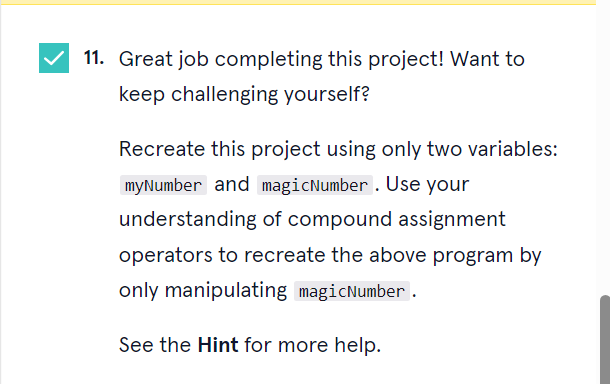 11. Great job completing this project! Want to
keep challenging yourself?
Recreate this project using only two variables:
myNumber and magicNumber. Use your
understanding of compound assignment
operators to recreate the above program by
only manipulating magicNumber.
See the Hint for more help.